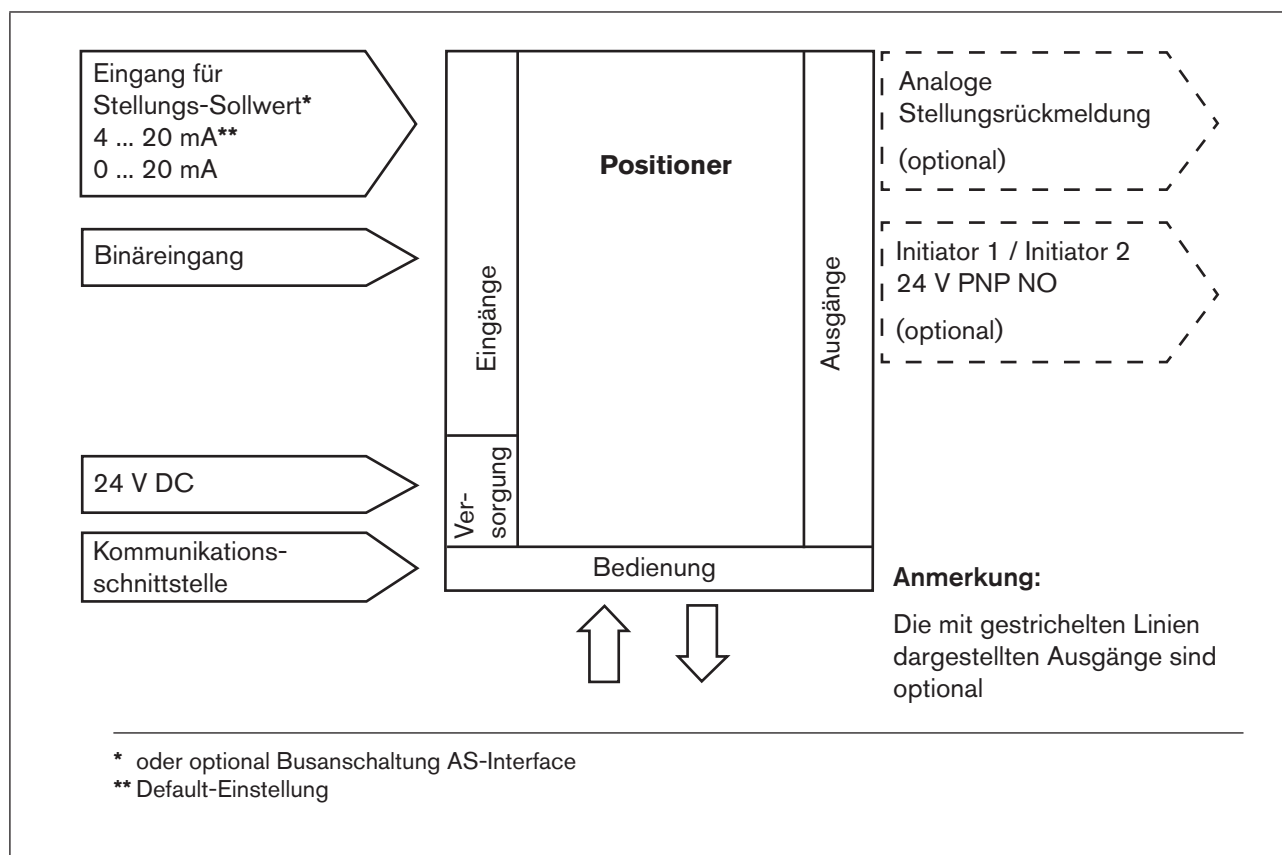 Eingang für
Stellungs-Sollwert*
4 ... 20 mA**
0 ... 20 mA
Binäreingang
24 V DC
Kommunikations-
schnittstelle
Eingänge
Ver-
sorgung
Positioner
Ausgänge
Bedienung
Analoge
Stellungsrückmeldung
(optional)
Initiator 1 / Initiator 2
24 V PNP NO
(optional)
Anmerkung:
Die mit gestrichelten Linien
dargestellten Ausgänge sind
optional
* oder optional Busanschaltung AS-Interface
** Default-Einstellung